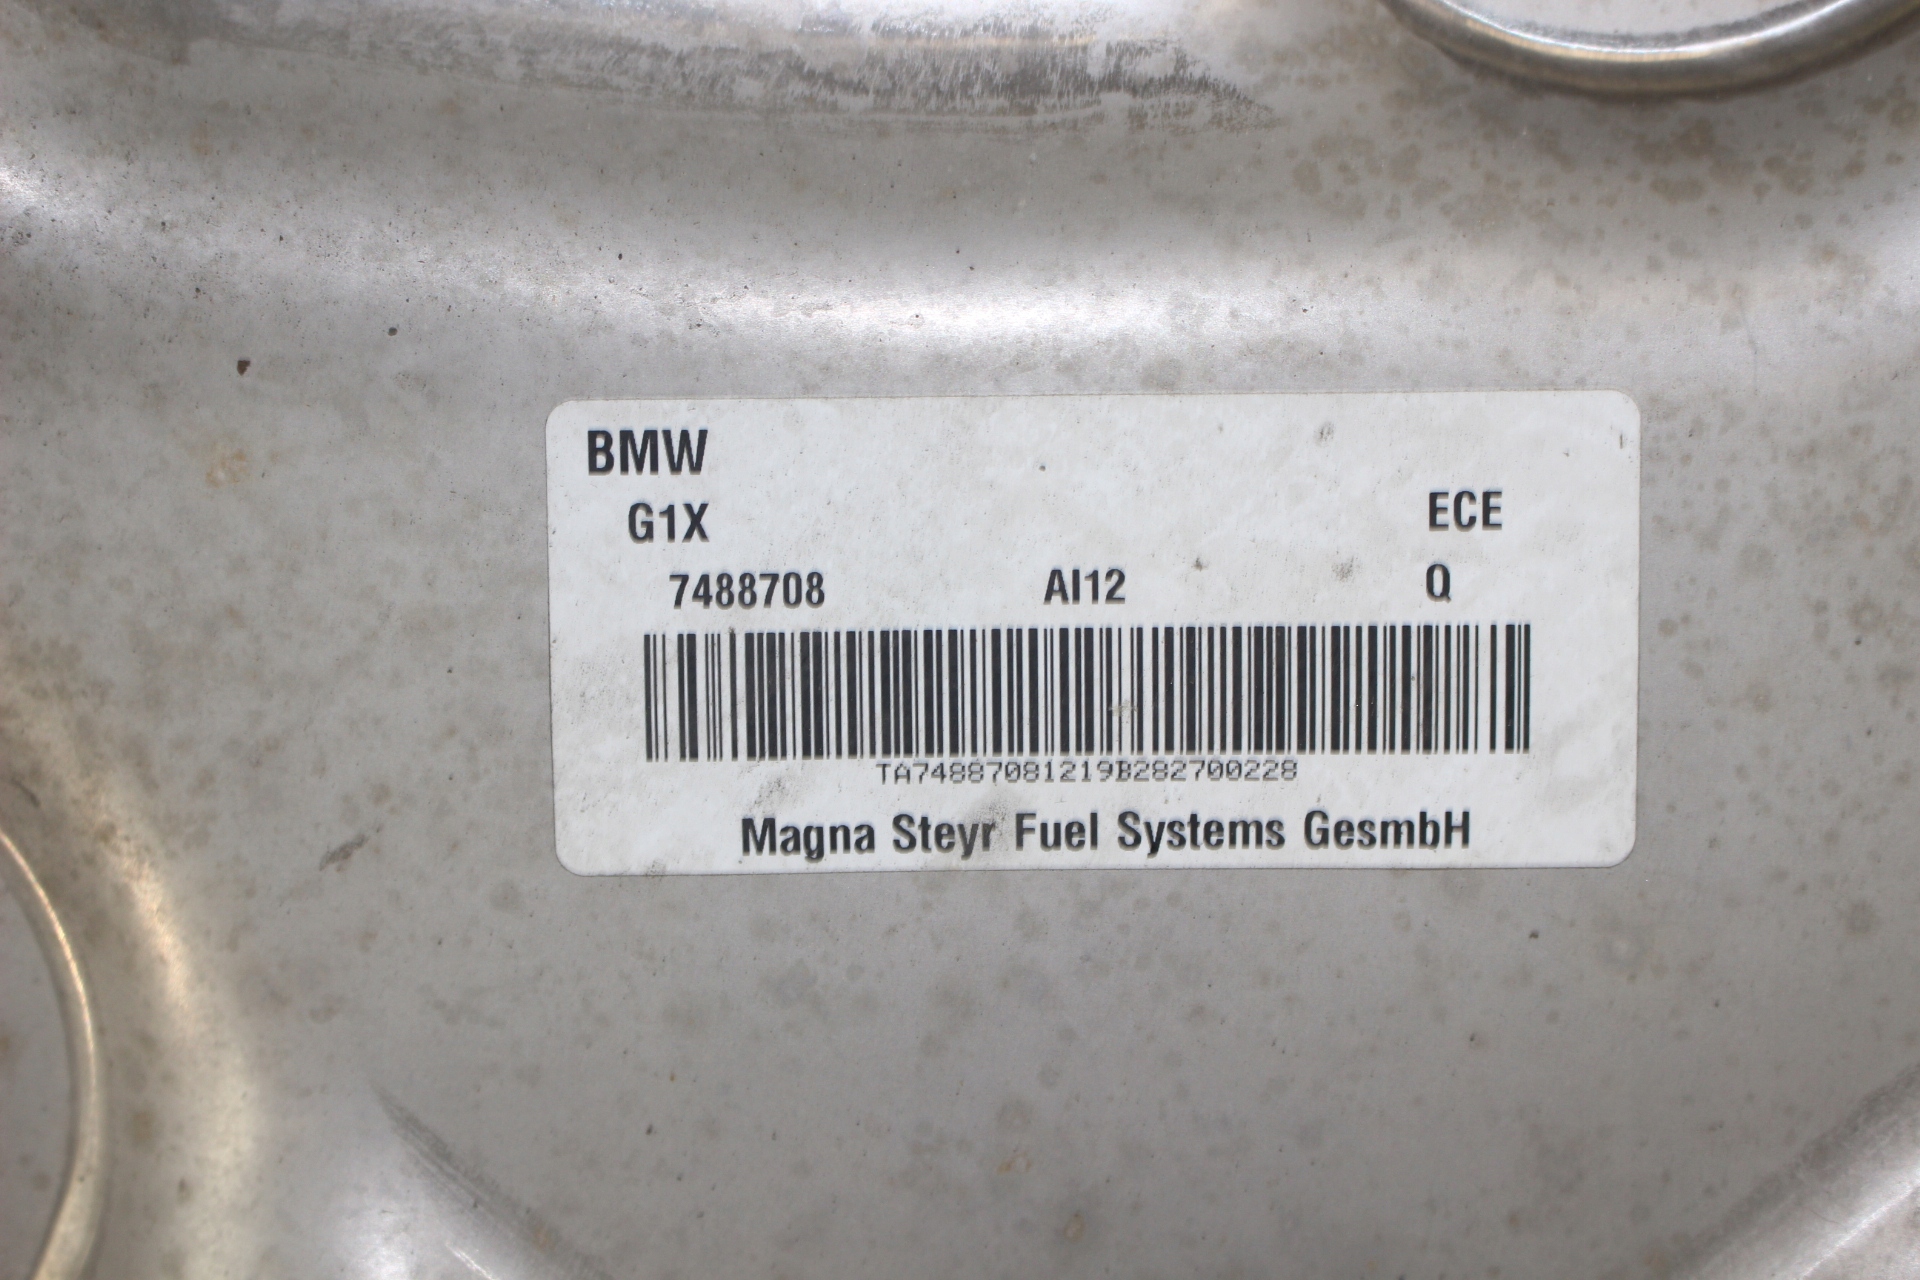 BMW
G1X ECE
7488708 AI12 Q
TA74887081219B282700228
Magna Steyr Fuel Systems GesmbH